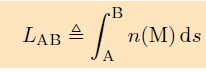 L_AB ≜ ∫_A^B n(M) ds